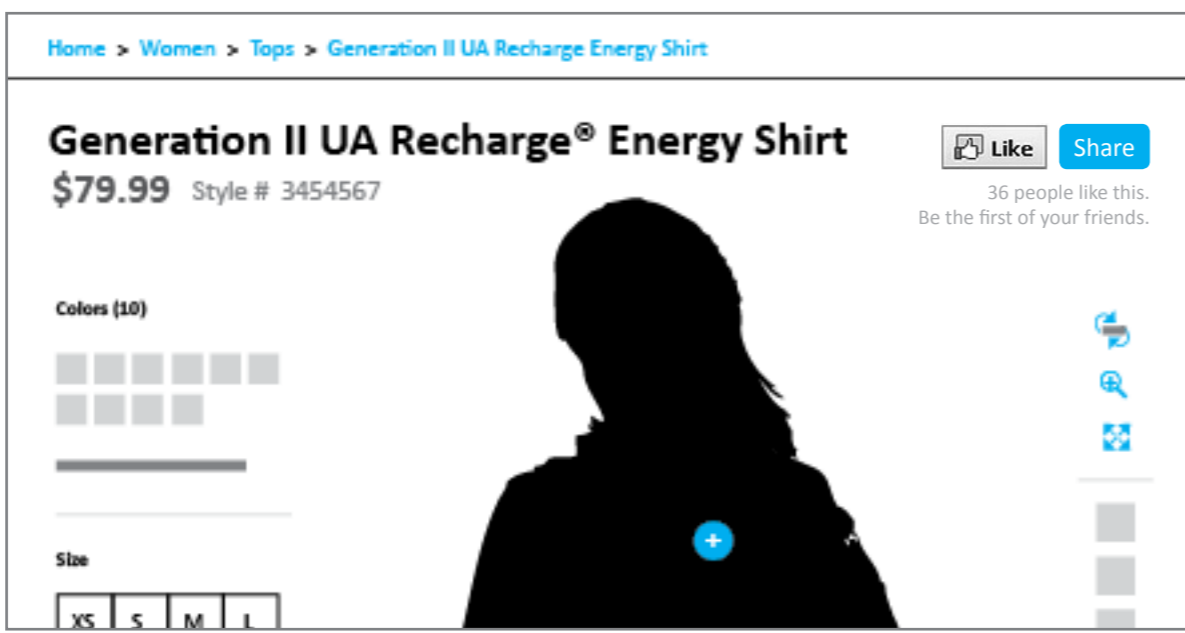 Home > Women > Tops > Generation II UA Recharge Energy Shirt
Generation II UA Recharge® Energy Shirt
Like
Share
$79.99 Style # 3454567
36 people like this.
Be the first of your friends.
Colors (10)
Size
XS S M L